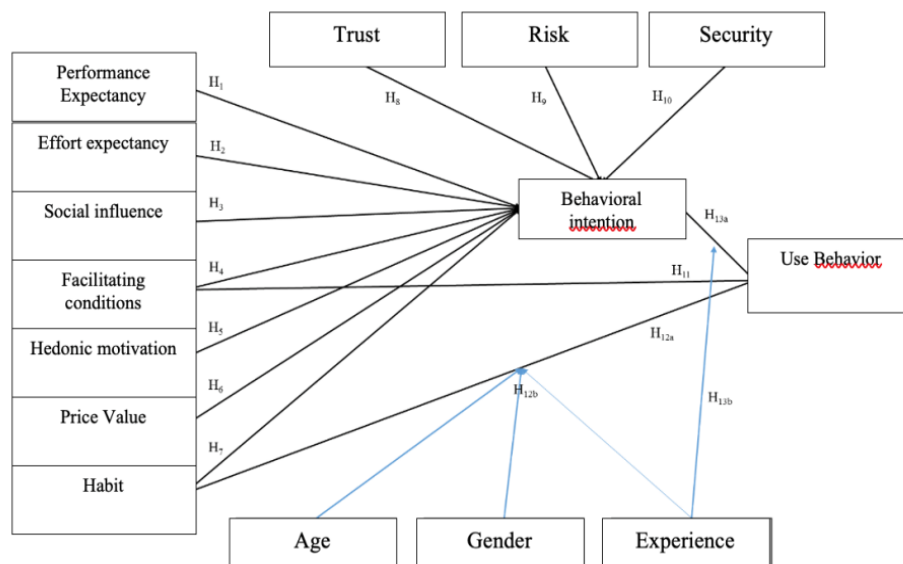 Trust
Risk
Security
Performance
Expectancy
Effort expectancy
Social influence
Facilitating
conditions
Hedonic motivation
Price Value
Habit
H1
H2
H3
H4
H5
H6
H7
H8
H9
H10
Behavioral
intention
H13a
Use Behavior
H11
H12a
H12b
H13b
Age
Gender
Experience